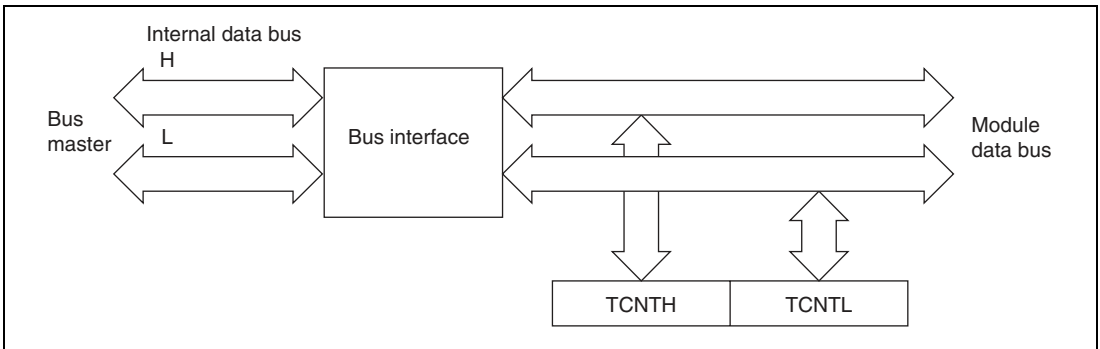 Internal data bus
H
Bus
master
L
Bus interface
Module
data bus
TCNTH
TCNTL